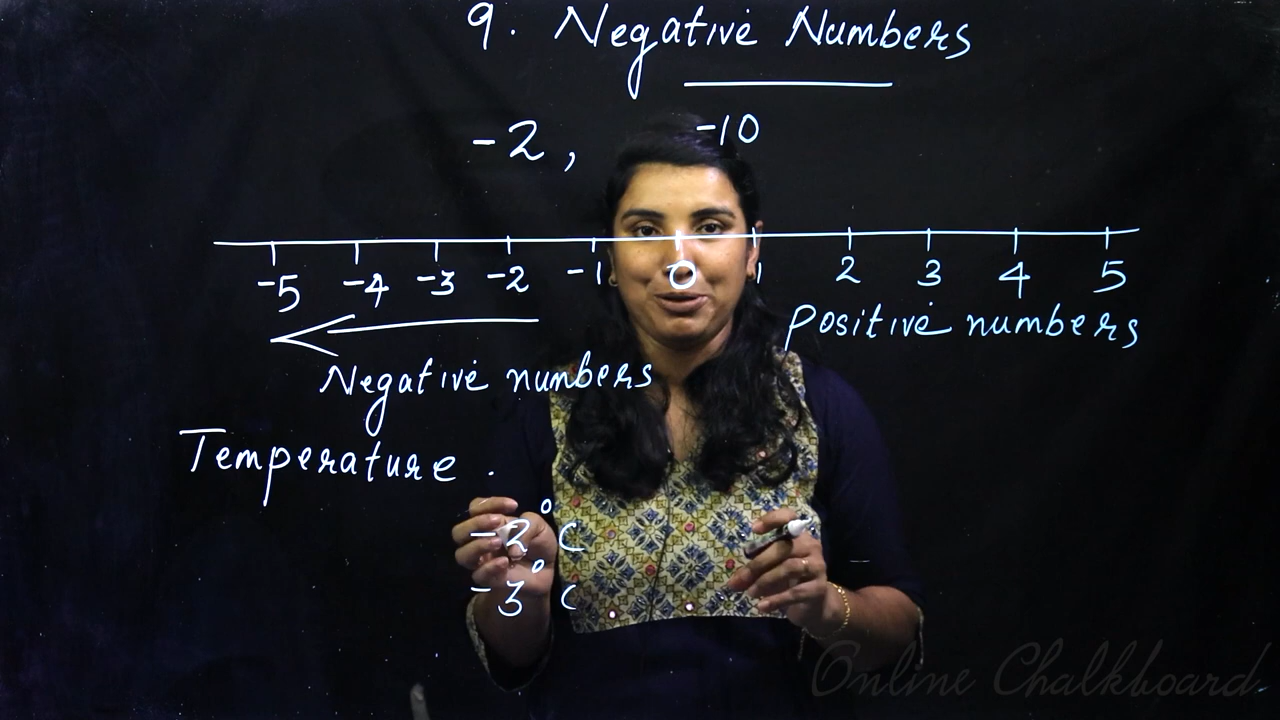 9. Negative Numbers
-2, -10
-5 -4 -3 -2 -1 0 1 2 3 4 5
Positive numbers
Negative numbers
Temperature.
-2°C
-3°C
Online Chalkboard